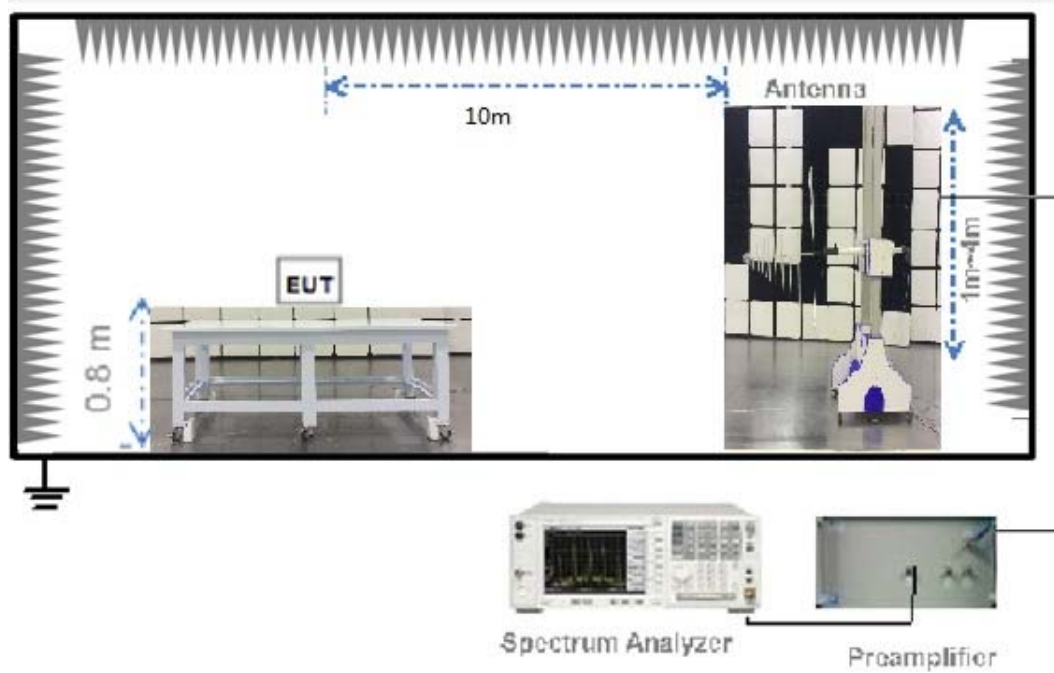 Antenna
10m
1m~4m
EUT
0.8 m
Spectrum Analyzer
Preamplifier